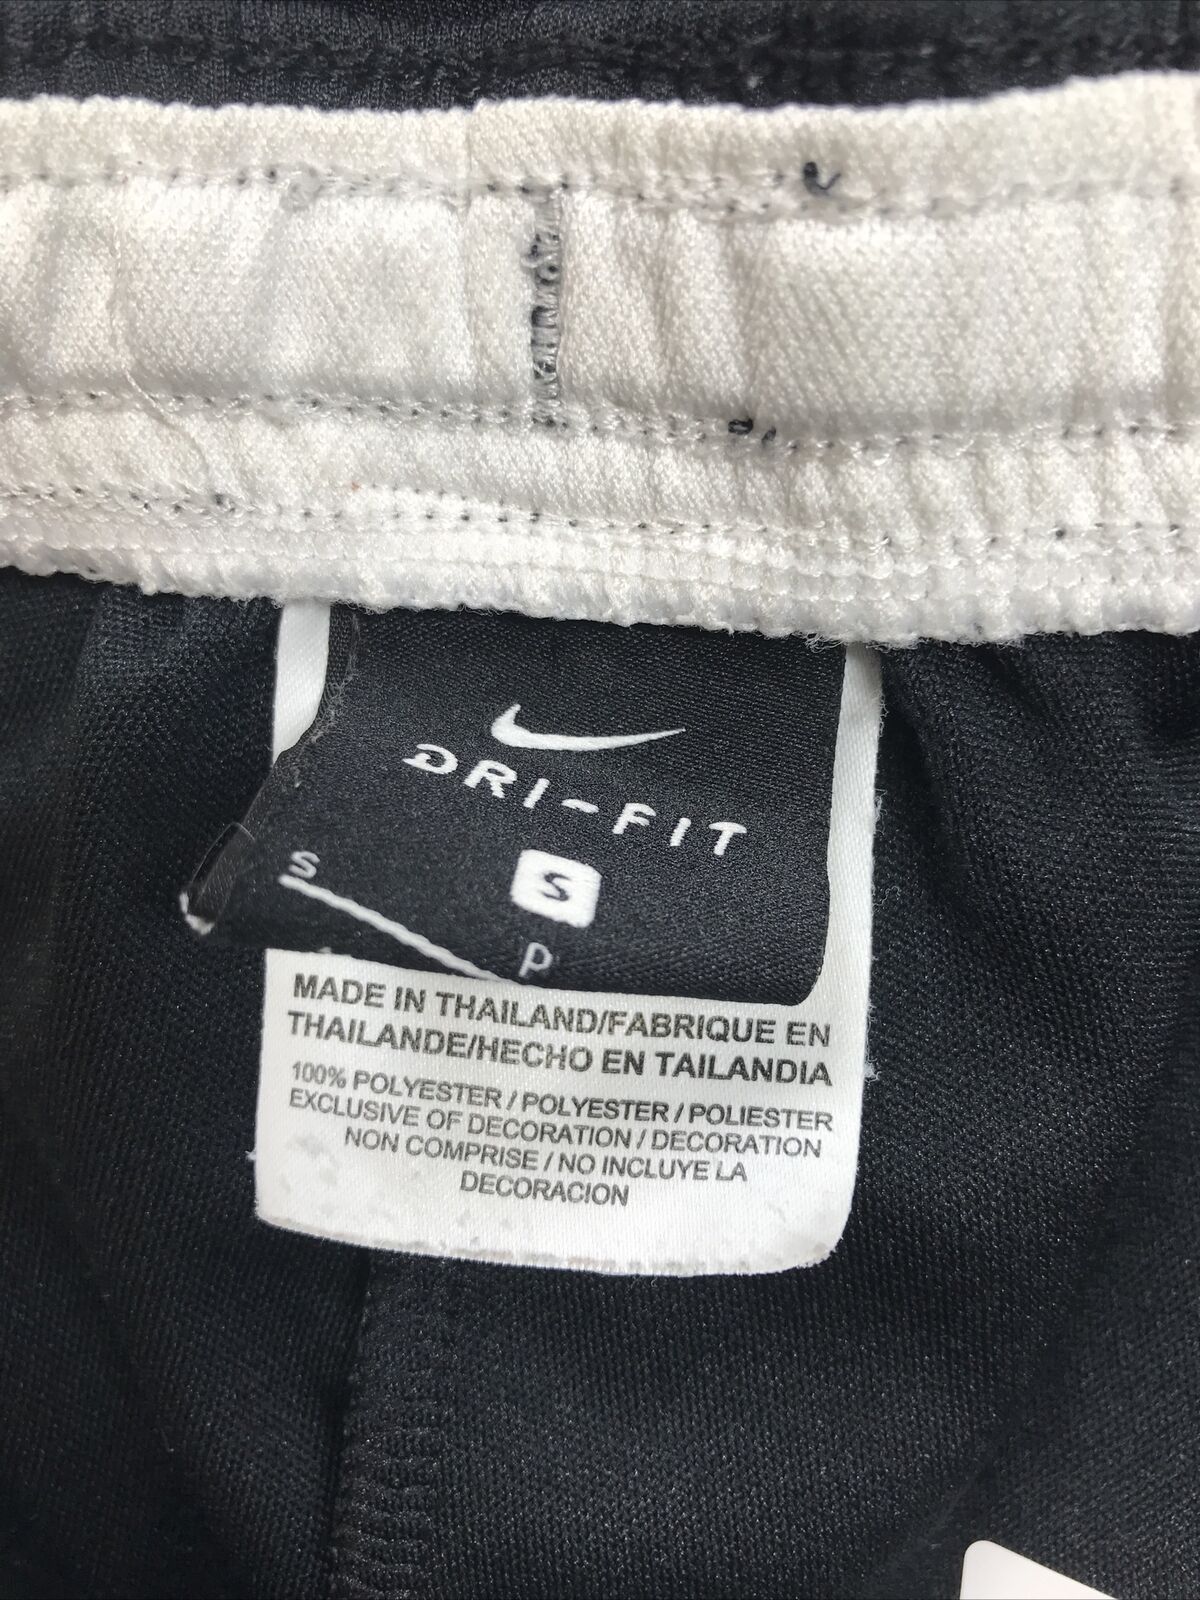 DRI-FIT
S
S
P
MADE IN THAILAND/FABRIQUE EN
THAILANDE/HECHO EN TAILANDIA
100% POLYESTER / POLYESTER / POLIESTER
EXCLUSIVE OF DECORATION / DECORATION
NON COMPRISE / NO INCLUYE LA
DECORACION